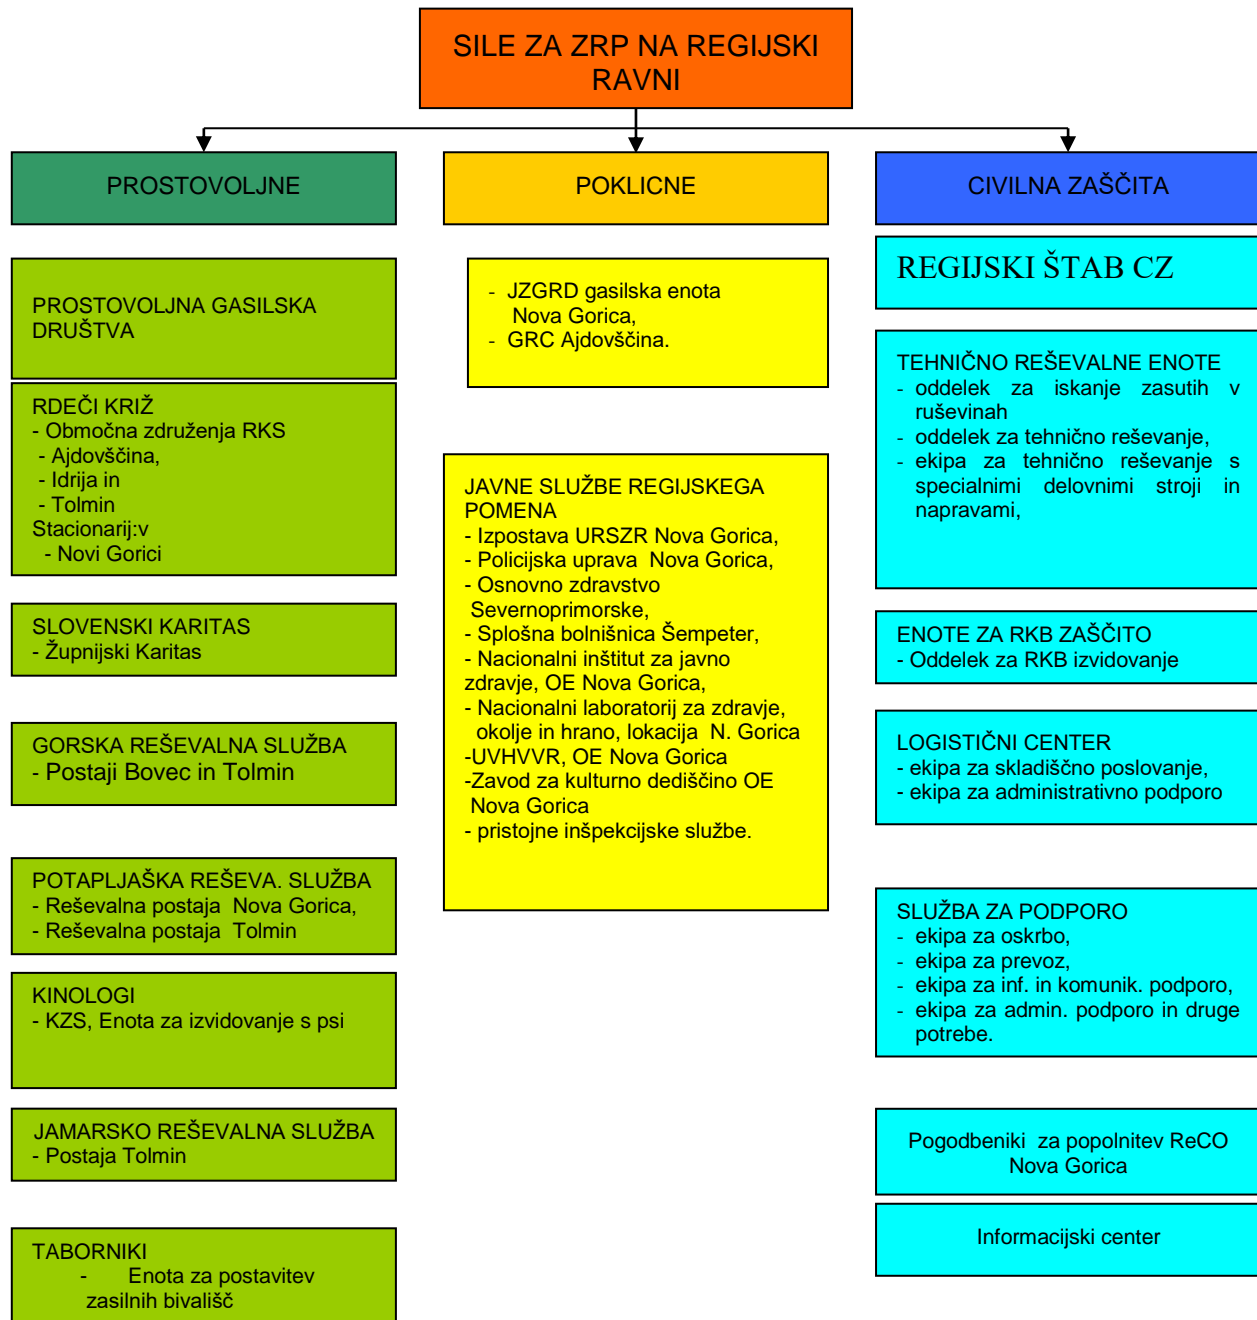 SILE ZA ZRP NA REGIJSKI
RAVNI
PROSTOVOLJNE
PROSTOVOLJNA GASILSKA
DRUŠTVA
RDEČI KRIŽ
- Območna združenja RKS
- Ajdovščina,
- Idrija in
- Tolmin
Stacionarij:v
- Novi Gorici
SLOVENSKI KARITAS
- Župnijski Karitas
GORSKA REŠEVALNA SLUŽBA
- Postaji Bovec in Tolmin
POTAPLJAŠKA REŠEVA. SLUŽBA
- Reševalna postaja Nova Gorica,
- Reševalna postaja Tolmin
KINOLOGI
- KZS, Enota za izvidovanje s psi
JAMARSKO REŠEVALNA SLUŽBA
- Postaja Tolmin
TABORNIKI
- Enota za postavitev
zasilnih bivališč
POKLICNE
- JZGRD gasilska enota
Nova Gorica,
- GRC Ajdovščina.
JAVNE SLUŽBE REGIJSKEGA
POMENA
- Izpostava URSZR Nova Gorica,
- Policijska uprava Nova Gorica,
- Osnovno zdravstvo
Severnoprimorske,
- Splošna bolnišnica Šempeter,
- Nacionalni inštitut za javno
zdravje, OE Nova Gorica,
- Nacionalni laboratorij za zdravje,
okolje in hrano, lokacija N. Gorica
-UVHVVR, OE Nova Gorica
-Zavod za kulturno dediščino OE
Nova Gorica
- pristojne inšpekcijske službe.
CIVILNA ZAŠČITA
REGIJSKI ŠTAB CZ
TEHNIČNO REŠEVALNE ENOTE
- oddelek za iskanje zasutih v
ruševinah
- oddelek za tehnično reševanje,
- ekipa za tehnično reševanje s
specialnimi delovnimi stroji in
napravami,
ENOTE ZA RKB ZAŠČITO
- Oddelek za RKB izvidovanje
LOGISTIČNI CENTER
- ekipa za skladiščno poslovanje,
- ekipa za administrativno podporo
SLUŽBA ZA PODPORO
- ekipa za oskrbo,
- ekipa za prevoz,
- ekipa za inf. in komunik. podporo,
- ekipa za admin. podporo in druge
potrebe.
Pogodbeniki za popolnitev ReCO
Nova Gorica
Informacijski center